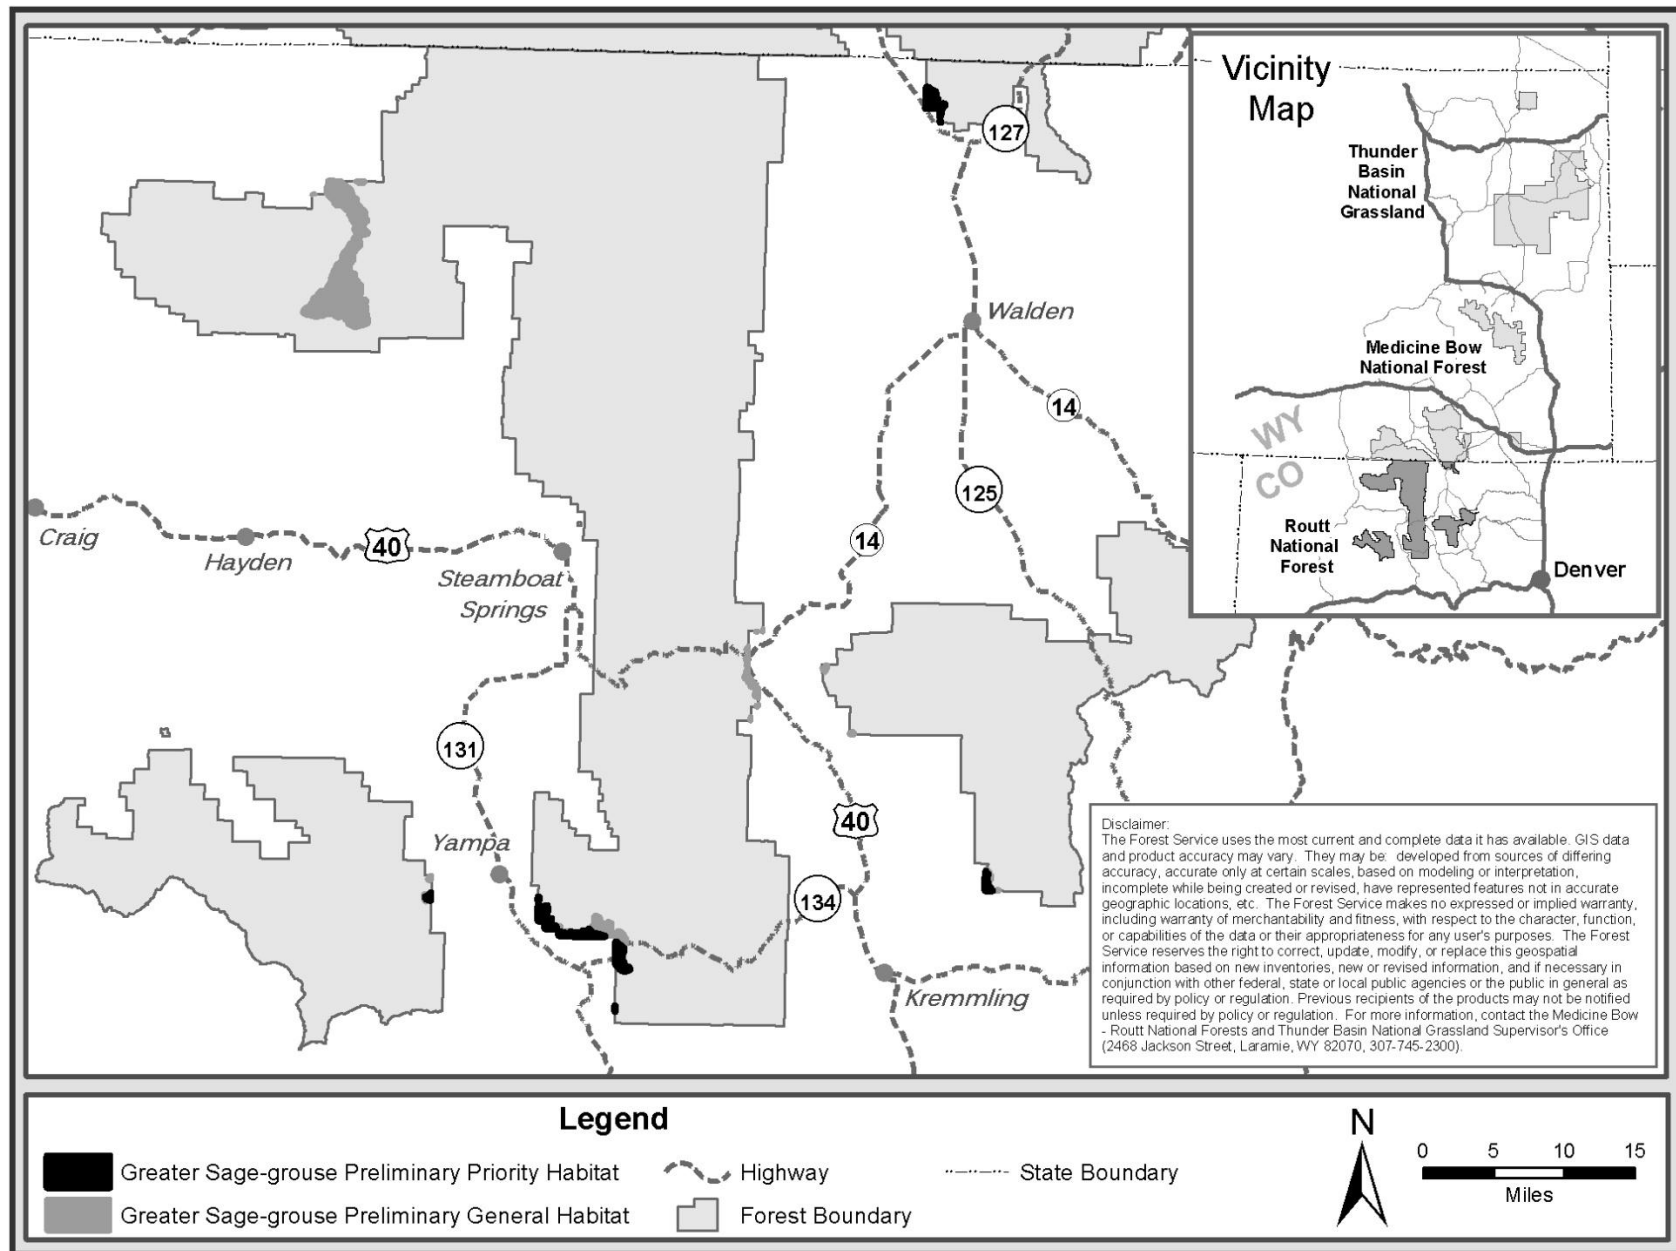 Vicinity
Map
Thunder
Basin
National
Grassland
Medicine Bow
National Forest
WY
CO
Routt
National
Forest
Denver
127
Walden
14
125
14
Craig
Hayden
40
Steamboat
Springs
131
Yampa
40
134
Kremmling
Disclaimer:
The Forest Service uses the most current and complete data it has available. GIS data
and product accuracy may vary. They may be: developed from sources of differing
accuracy, accurate only at certain scales, based on modeling or interpretation,
incomplete while being created or revised, have represented features not in accurate
geographic locations, etc. The Forest Service makes no expressed or implied warranty,
including warranty of merchantability and fitness, with respect to the character, function,
or capabilities of the data or their appropriateness for any user's purposes. The Forest
Service reserves the right to correct, update, modify, or replace this geospatial
information based on new inventories, new or revised information, and if necessary in
conjunction with other federal, state or local public agencies or the public in general as
required by policy or regulation. Previous recipients of the products may not be notified
unless required by policy or regulation. For more information, contact the Medicine Bow
- Routt National Forests and Thunder Basin National Grassland Supervisor's Office
(2468 Jackson Street, Laramie, WY 82070, 307-745-2300).
Legend
Greater Sage-grouse Preliminary Priority Habitat
Highway
State Boundary
Greater Sage-grouse Preliminary General Habitat
Forest Boundary
N
0 5 10 15
Miles